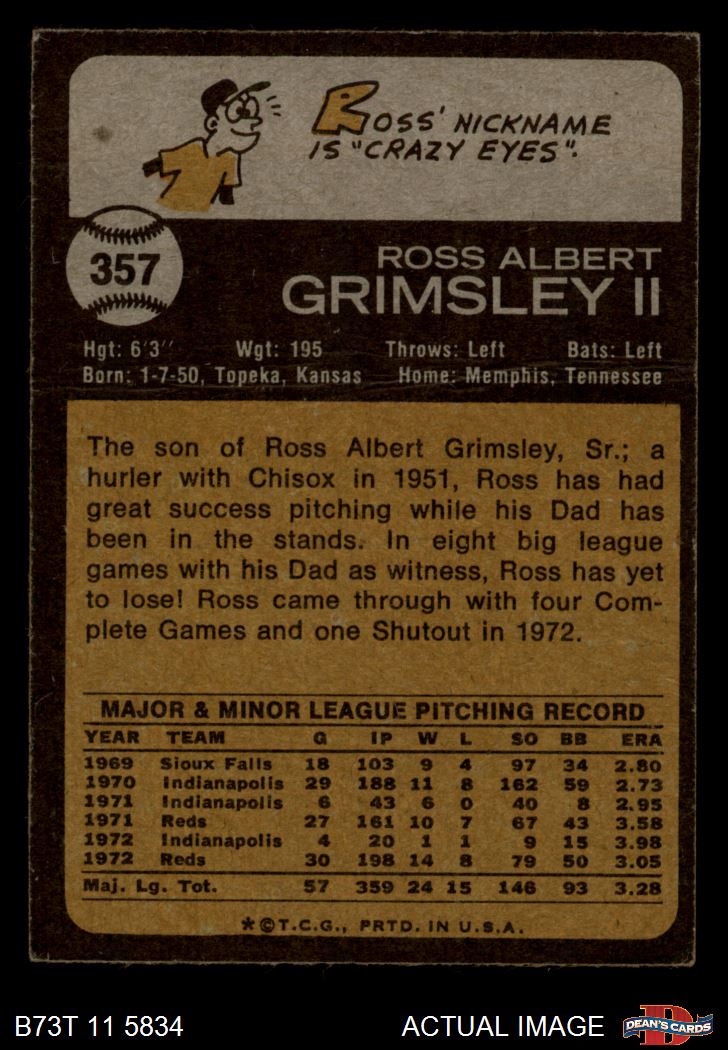 ROSS' NICKNAME
IS "CRAZY EYES".
357
ROSS ALBERT
GRIMSLEY II
Hgt: 6'3" Wgt: 195 Throws: Left Bats: Left
Born: 1-7-50, Topeka, Kansas Home: Memphis, Tennessee
The son of Ross Albert Grimsley, Sr.; a
hurler with Chisox in 1951, Ross has had
great success pitching while his Dad has
been in the stands. In eight big league
games with his Dad as witness, Ross has yet
to lose! Ross came through with four Com-
plete Games and one Shutout in 1972.
MAJOR & MINOR LEAGUE PITCHING RECORD
YEAR TEAM G IP W L SO BB ERA
1969 Sioux Falls 18 103 9 4 97 34 2.80
1970 Indianapolis 29 188 11 8 162 59 2.73
1971 Indianapolis 6 43 6 0 40 8 2.95
1971 Reds 27 161 10 7 67 43 3.58
1972 Indianapolis 4 20 1 1 9 15 3.98
1972 Reds 30 198 14 8 79 50 3.05
Maj. Lg. Tot. 57 359 24 15 146 93 3.28
*©T.C.G., PRTD. IN U.S.A.
B73T 11 5834 ACTUAL IMAGE D DEAN'S CARDS